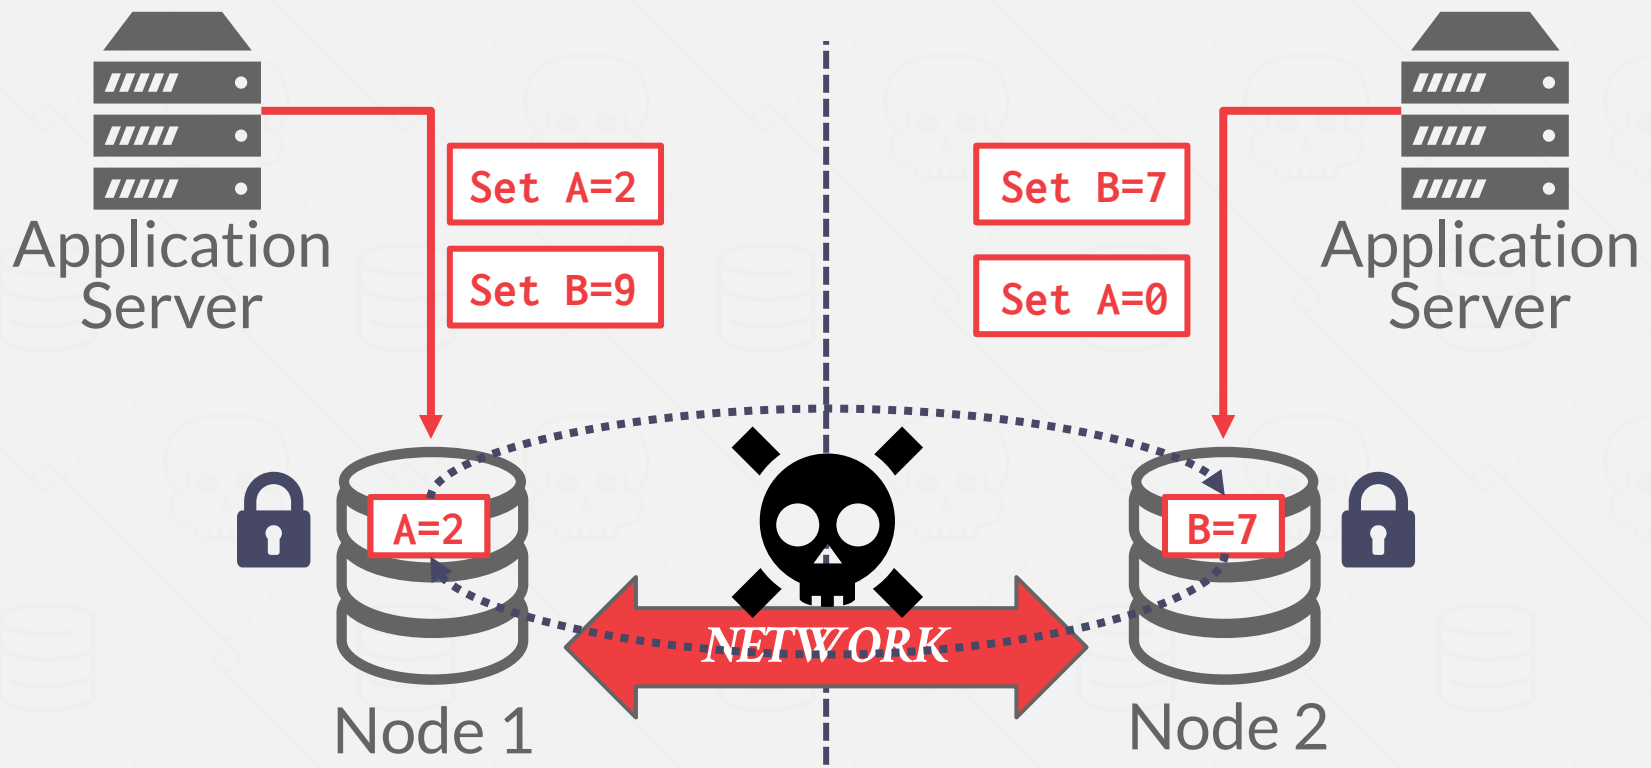 Application
Server
Set A=2
Set B=9
Set B=7
Set A=0
Application
Server
A=2
B=7
NETWORK
Node 1
Node 2